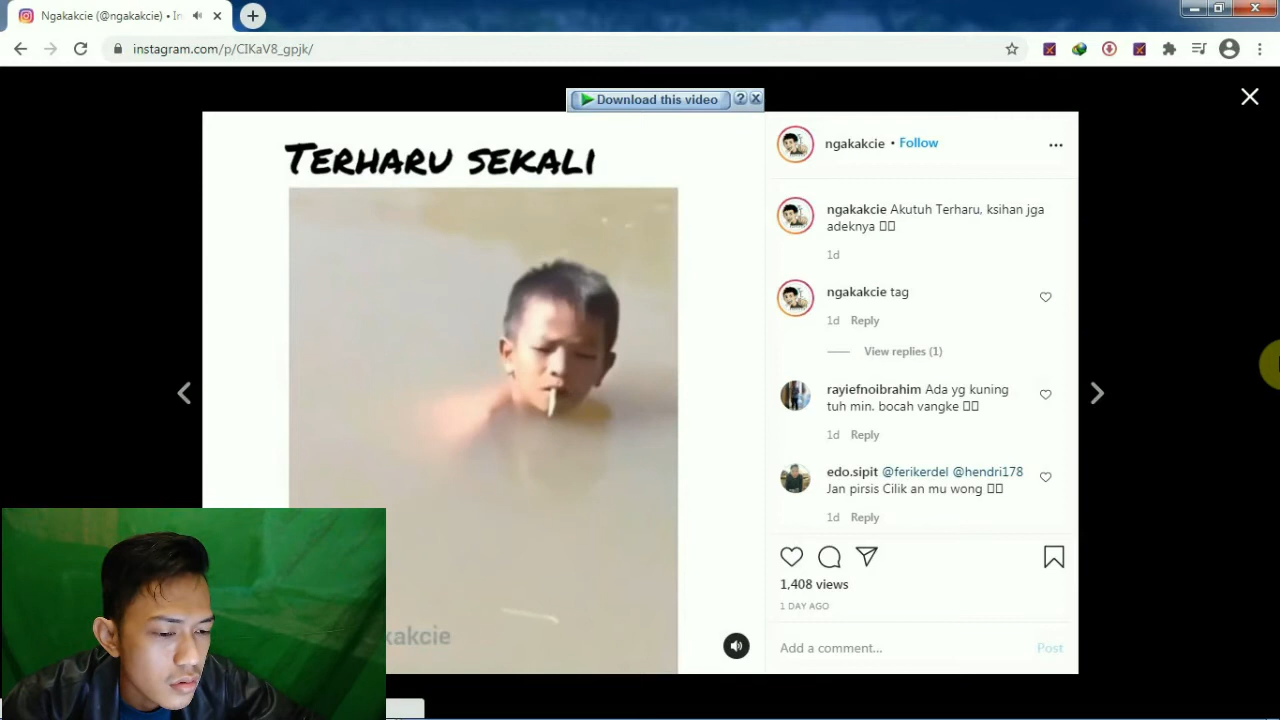 Ngakakcie (@ngakakcie) • In
instagram.com/p/CIKaV8_gpjk/
Download this video
TERHARU SEKALI
ngakakcie • Follow
ngakakcie Akutuh Terharu, ksihan jga
adeknya
1d
ngakakcie tag
1d Reply
View replies (1)
rayiefnoibrahim Ada yg kuning
tuh min. bocah vangke
1d Reply
edo.sipit @ferikerdel @hendri178
Jan pirsis Cilik an mu wong
1d Reply
1,408 views
1 DAY AGO
Add a comment...
Post
kakcie